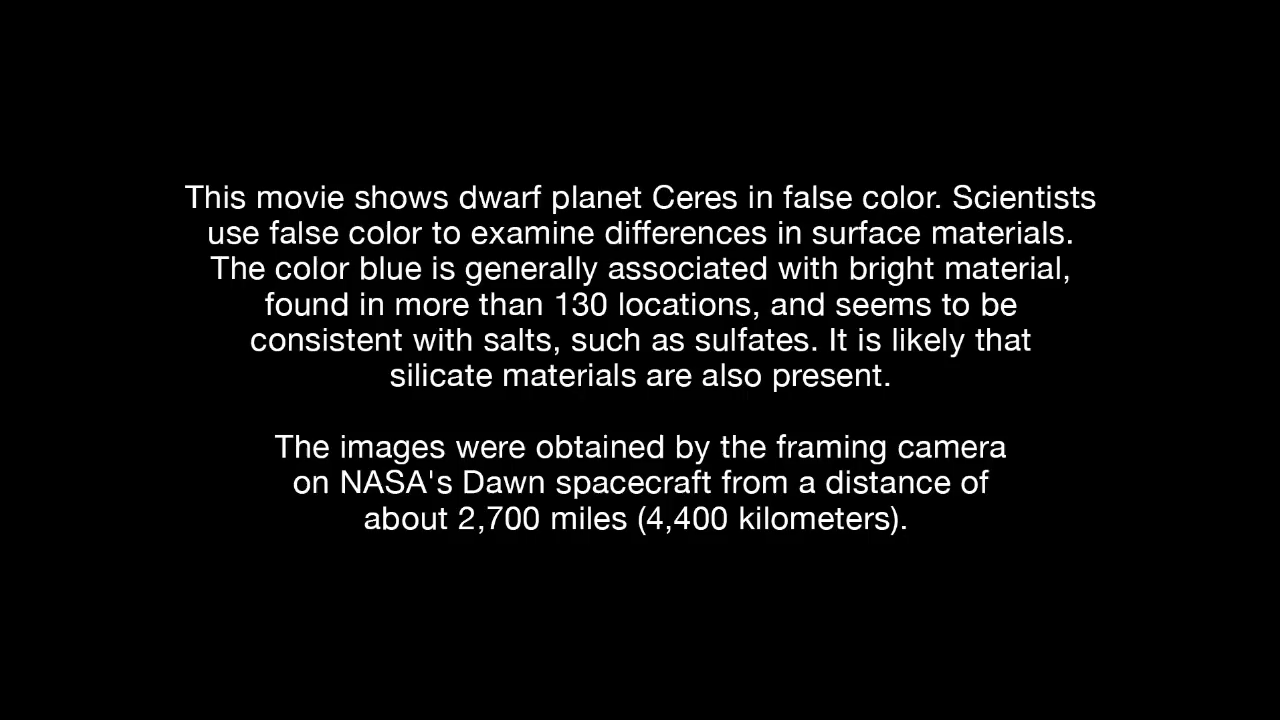 This movie shows dwarf planet Ceres in false color. Scientists
use false color to examine differences in surface materials.
The color blue is generally associated with bright material,
found in more than 130 locations, and seems to be
consistent with salts, such as sulfates. It is likely that
silicate materials are also present.
The images were obtained by the framing camera
on NASA's Dawn spacecraft from a distance of
about 2,700 miles (4,400 kilometers).